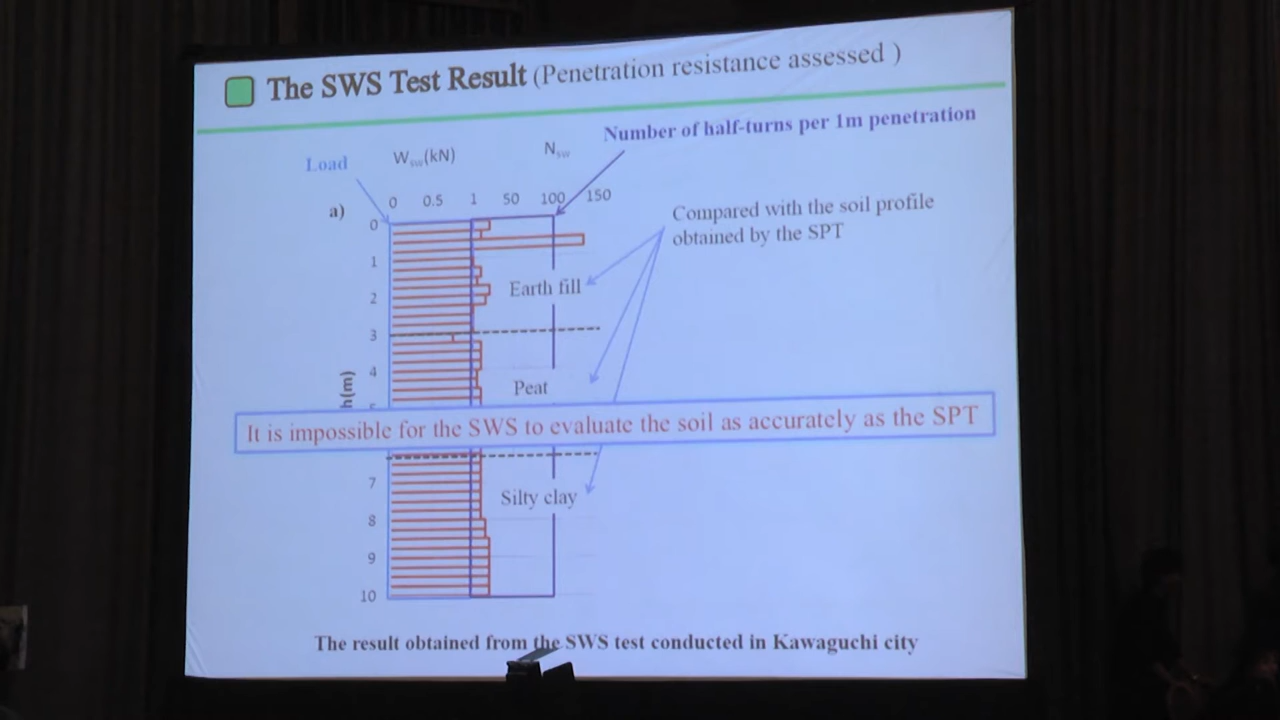 The SWS Test Result (Penetration resistance assessed )
Number of half-turns per 1m penetration
Load
Wsw(kN)
Nsw
0 0.5 1 50 100 150
a)
0
Compared with the soil profile
obtained by the SPT
1
Earth fill
2
3
4
Peat
h(m)
It is impossible for the SWS to evaluate the soil as accurately as the SPT
7
Silty clay
8
9
10
The result obtained from the SWS test conducted in Kawaguchi city